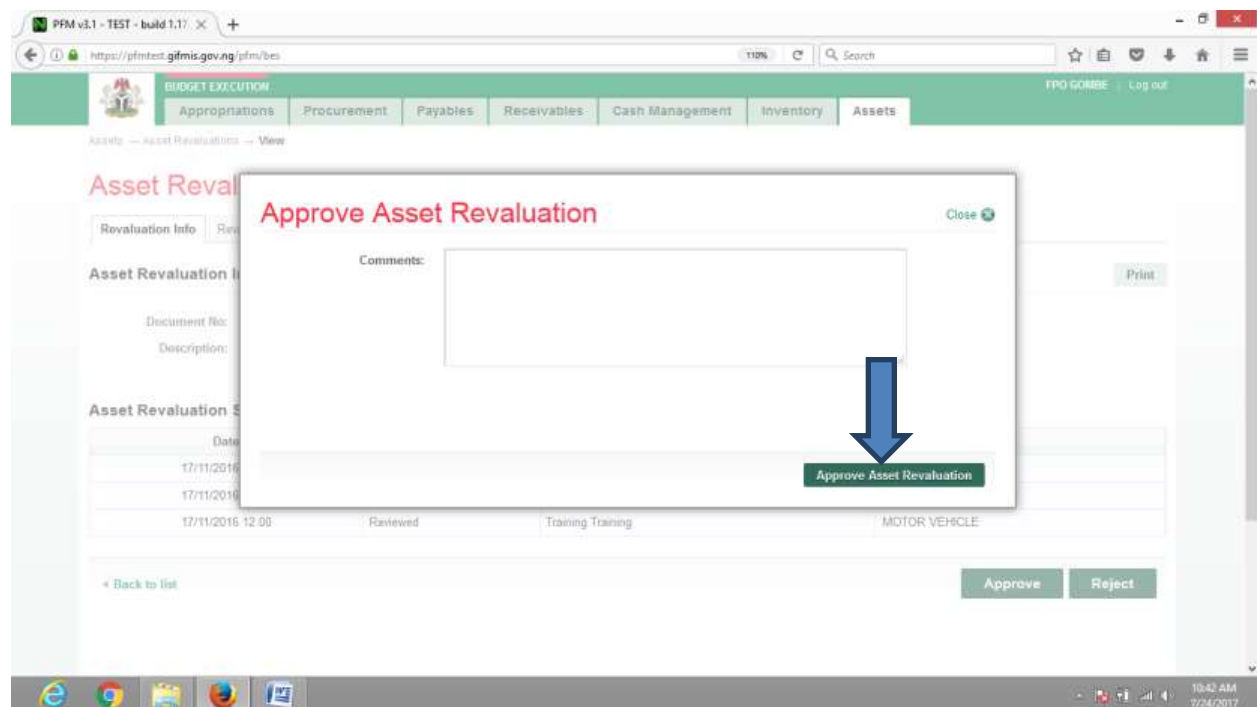 PFM v3.1 - TEST - build 1.17
https://pfmtest.gifmis.gov.ng/pfm/bes
110%
Search
BUDGET EXECUTION
FPO GOMBE | Log out
Appropriations Procurement Payables Receivables Cash Management Inventory Assets
Assets → Asset Revaluations → View
Asset Reval
Approve Asset Revaluation
Close
Revaluation Info
Comments:
Asset Revaluation
Print
Document No:
Description:
Asset Revaluation S
Date
17/11/2016
Approve Asset Revaluation
17/11/2016
17/11/2016 12:00 Reviewed Training Training MOTOR VEHICLE
« Back to list
Approve Reject
10:42 AM
7/24/2017